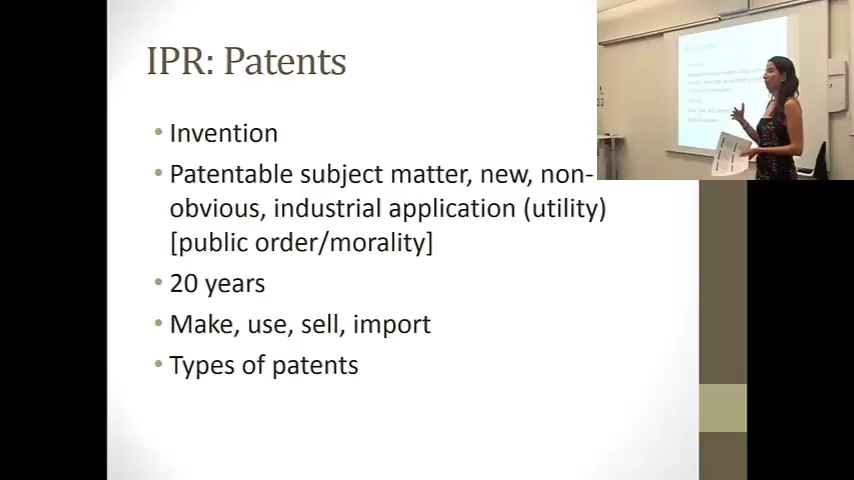 IPR: Patents
• Invention
• Patentable subject matter, new, non-
obvious, industrial application (utility)
[public order/morality]
• 20 years
• Make, use, sell, import
• Types of patents